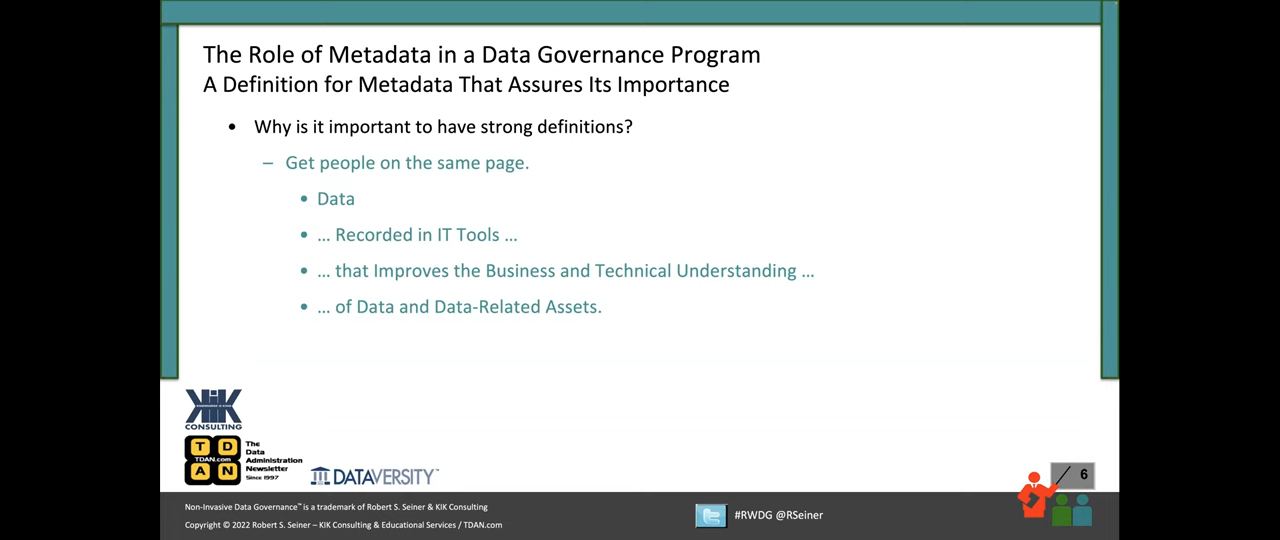 The Role of Metadata in a Data Governance Program
A Definition for Metadata That Assures Its Importance
• Why is it important to have strong definitions?
– Get people on the same page.
• Data
• … Recorded in IT Tools …
• … that Improves the Business and Technical Understanding …
• … of Data and Data-Related Assets.
KIK
CONSULTING
T D
TDAN.com
A N
The
Data
Administration
Newsletter
Since 1997
DATAVERSITY™
6
Non-Invasive Data Governance™ is a trademark of Robert S. Seiner & KIK Consulting
Copyright © 2022 Robert S. Seiner – KIK Consulting & Educational Services / TDAN.com
#RWDG @RSeiner